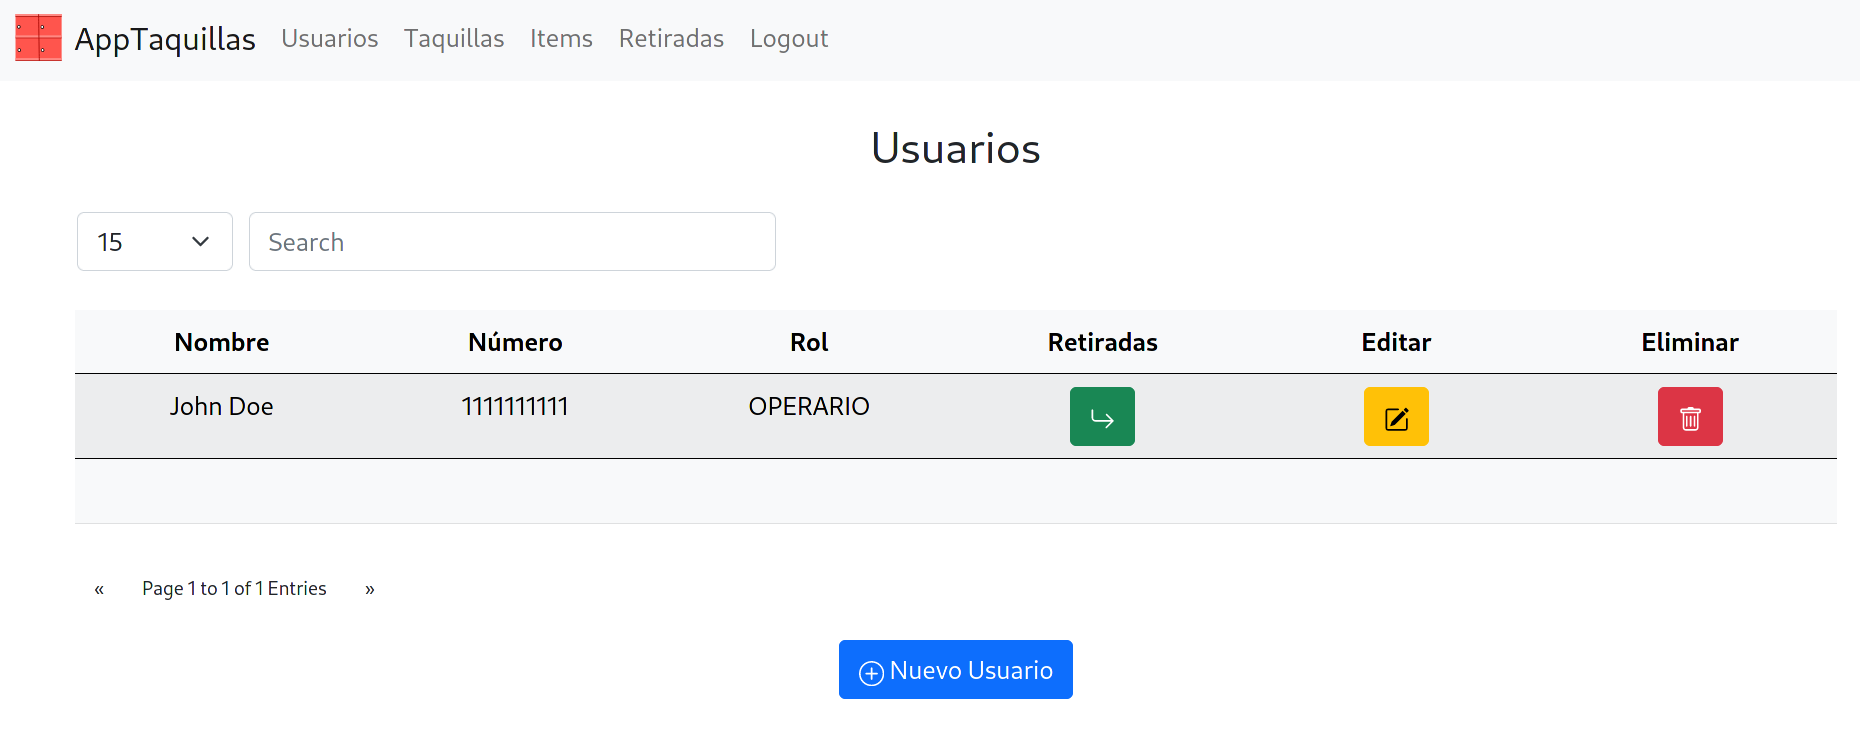 AppTaquillas Usuarios Taquillas Items Retiradas Logout
Usuarios
15 Search
Nombre Número Rol Retiradas Editar Eliminar
John Doe 1111111111 OPERARIO
« Page 1 to 1 of 1 Entries »
Nuevo Usuario